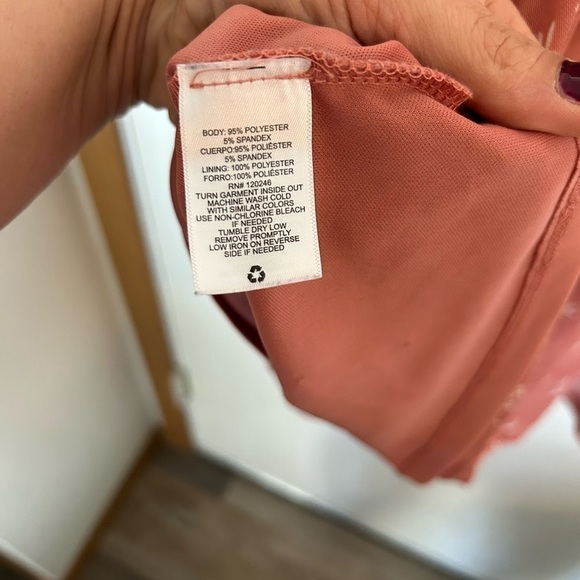 BODY: 95% POLYESTER
5% SPANDEX
CUERPO:95% POLIÉSTER
5% SPANDEX
LINING: 100% POLYESTER
FORRO:100% POLIÉSTER
RN# 120246
TURN GARMENT INSIDE OUT
MACHINE WASH COLD
WITH SIMILAR COLORS
USE NON-CHLORINE BLEACH
IF NEEDED
TUMBLE DRY LOW
REMOVE PROMPTLY
LOW IRON ON REVERSE
SIDE IF NEEDED